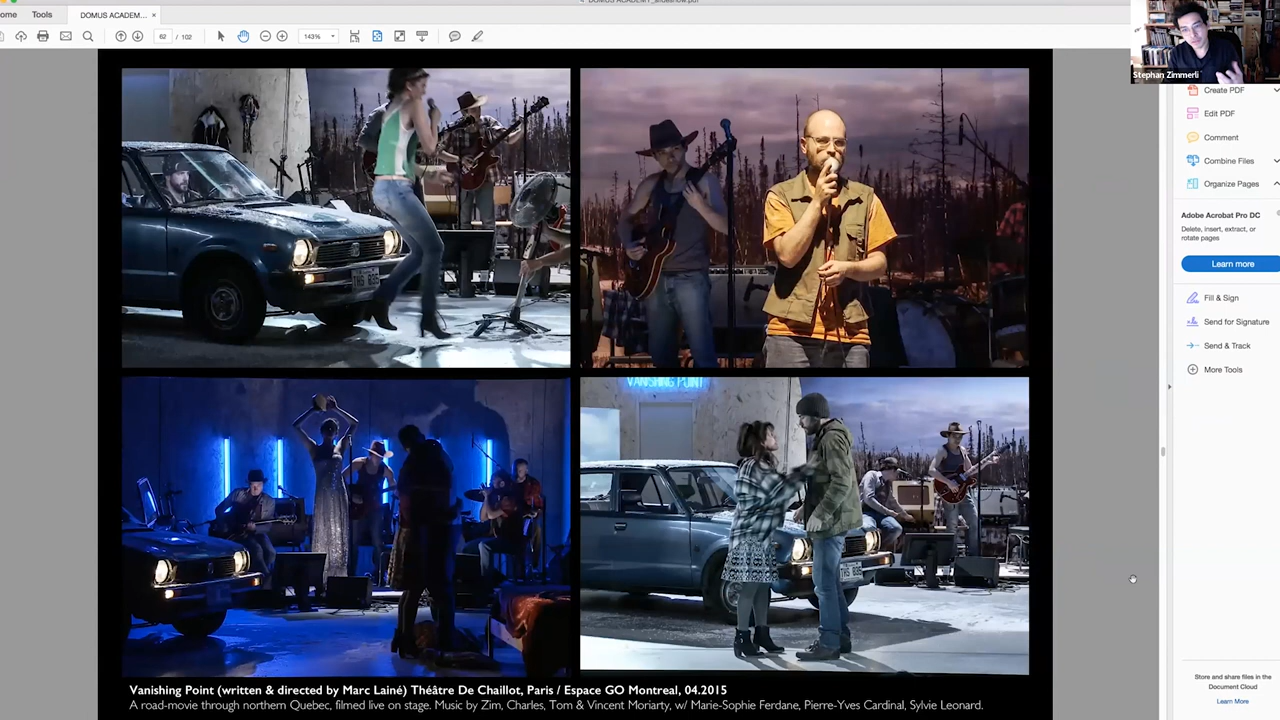 DOMUS ACADEMY_slideshow.pdf
ome
Tools
DOMUS ACADEM...
62 / 102
143%
Stephan Zimmerli
Create PDF
Edit PDF
Comment
Combine Files
Organize Pages
Adobe Acrobat Pro DC
Delete, insert, extract, or
rotate pages
Learn more
Fill & Sign
Send for Signature
Send & Track
More Tools
VANISHING POINT
Vanishing Point (written & directed by Marc Lainé) Théâtre De Chaillot, Paris / Espace GO Montreal, 04.2015
A road-movie through northern Quebec, filmed live on stage. Music by Zim, Charles, Tom & Vincent Moriarty, w/ Marie-Sophie Ferdane, Pierre-Yves Cardinal, Sylvie Leonard.
Store and share files in the
Document Cloud
Learn More